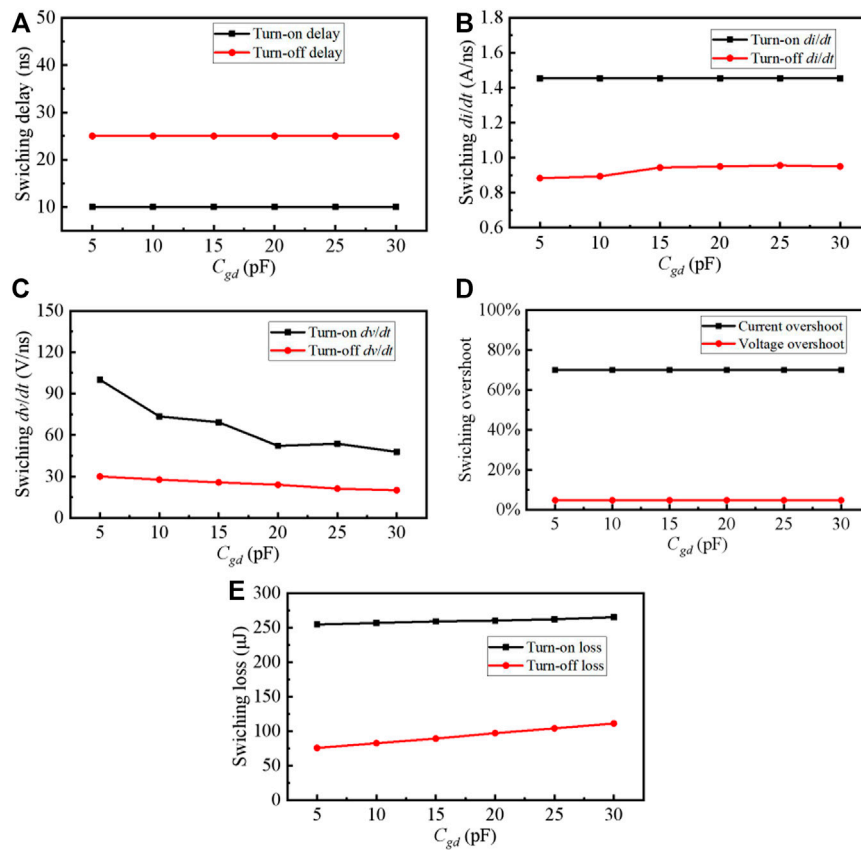 A
50
40
30
20
10
Swiching delay (ns)
Turn-on delay
Turn-off delay
5 10 15 20 25 30
Cgd (pF)
B
1.8
1.6
1.4
1.2
1.0
0.8
0.6
Swiching di/dt (A/ns)
Turn-on di/dt
Turn-off di/dt
5 10 15 20 25 30
Cgd (pF)
C
150
120
90
60
30
0
Swiching dv/dt (V/ns)
Turn-on dv/dt
Turn-off dv/dt
5 10 15 20 25 30
Cgd (pF)
D
100%
80%
60%
40%
20%
0%
Swiching overshoot
Current overshoot
Voltage overshoot
5 10 15 20 25 30
Cgd (pF)
E
300
250
200
150
100
50
0
Swiching loss (μJ)
Turn-on loss
Turn-off loss
5 10 15 20 25 30
Cgd (pF)